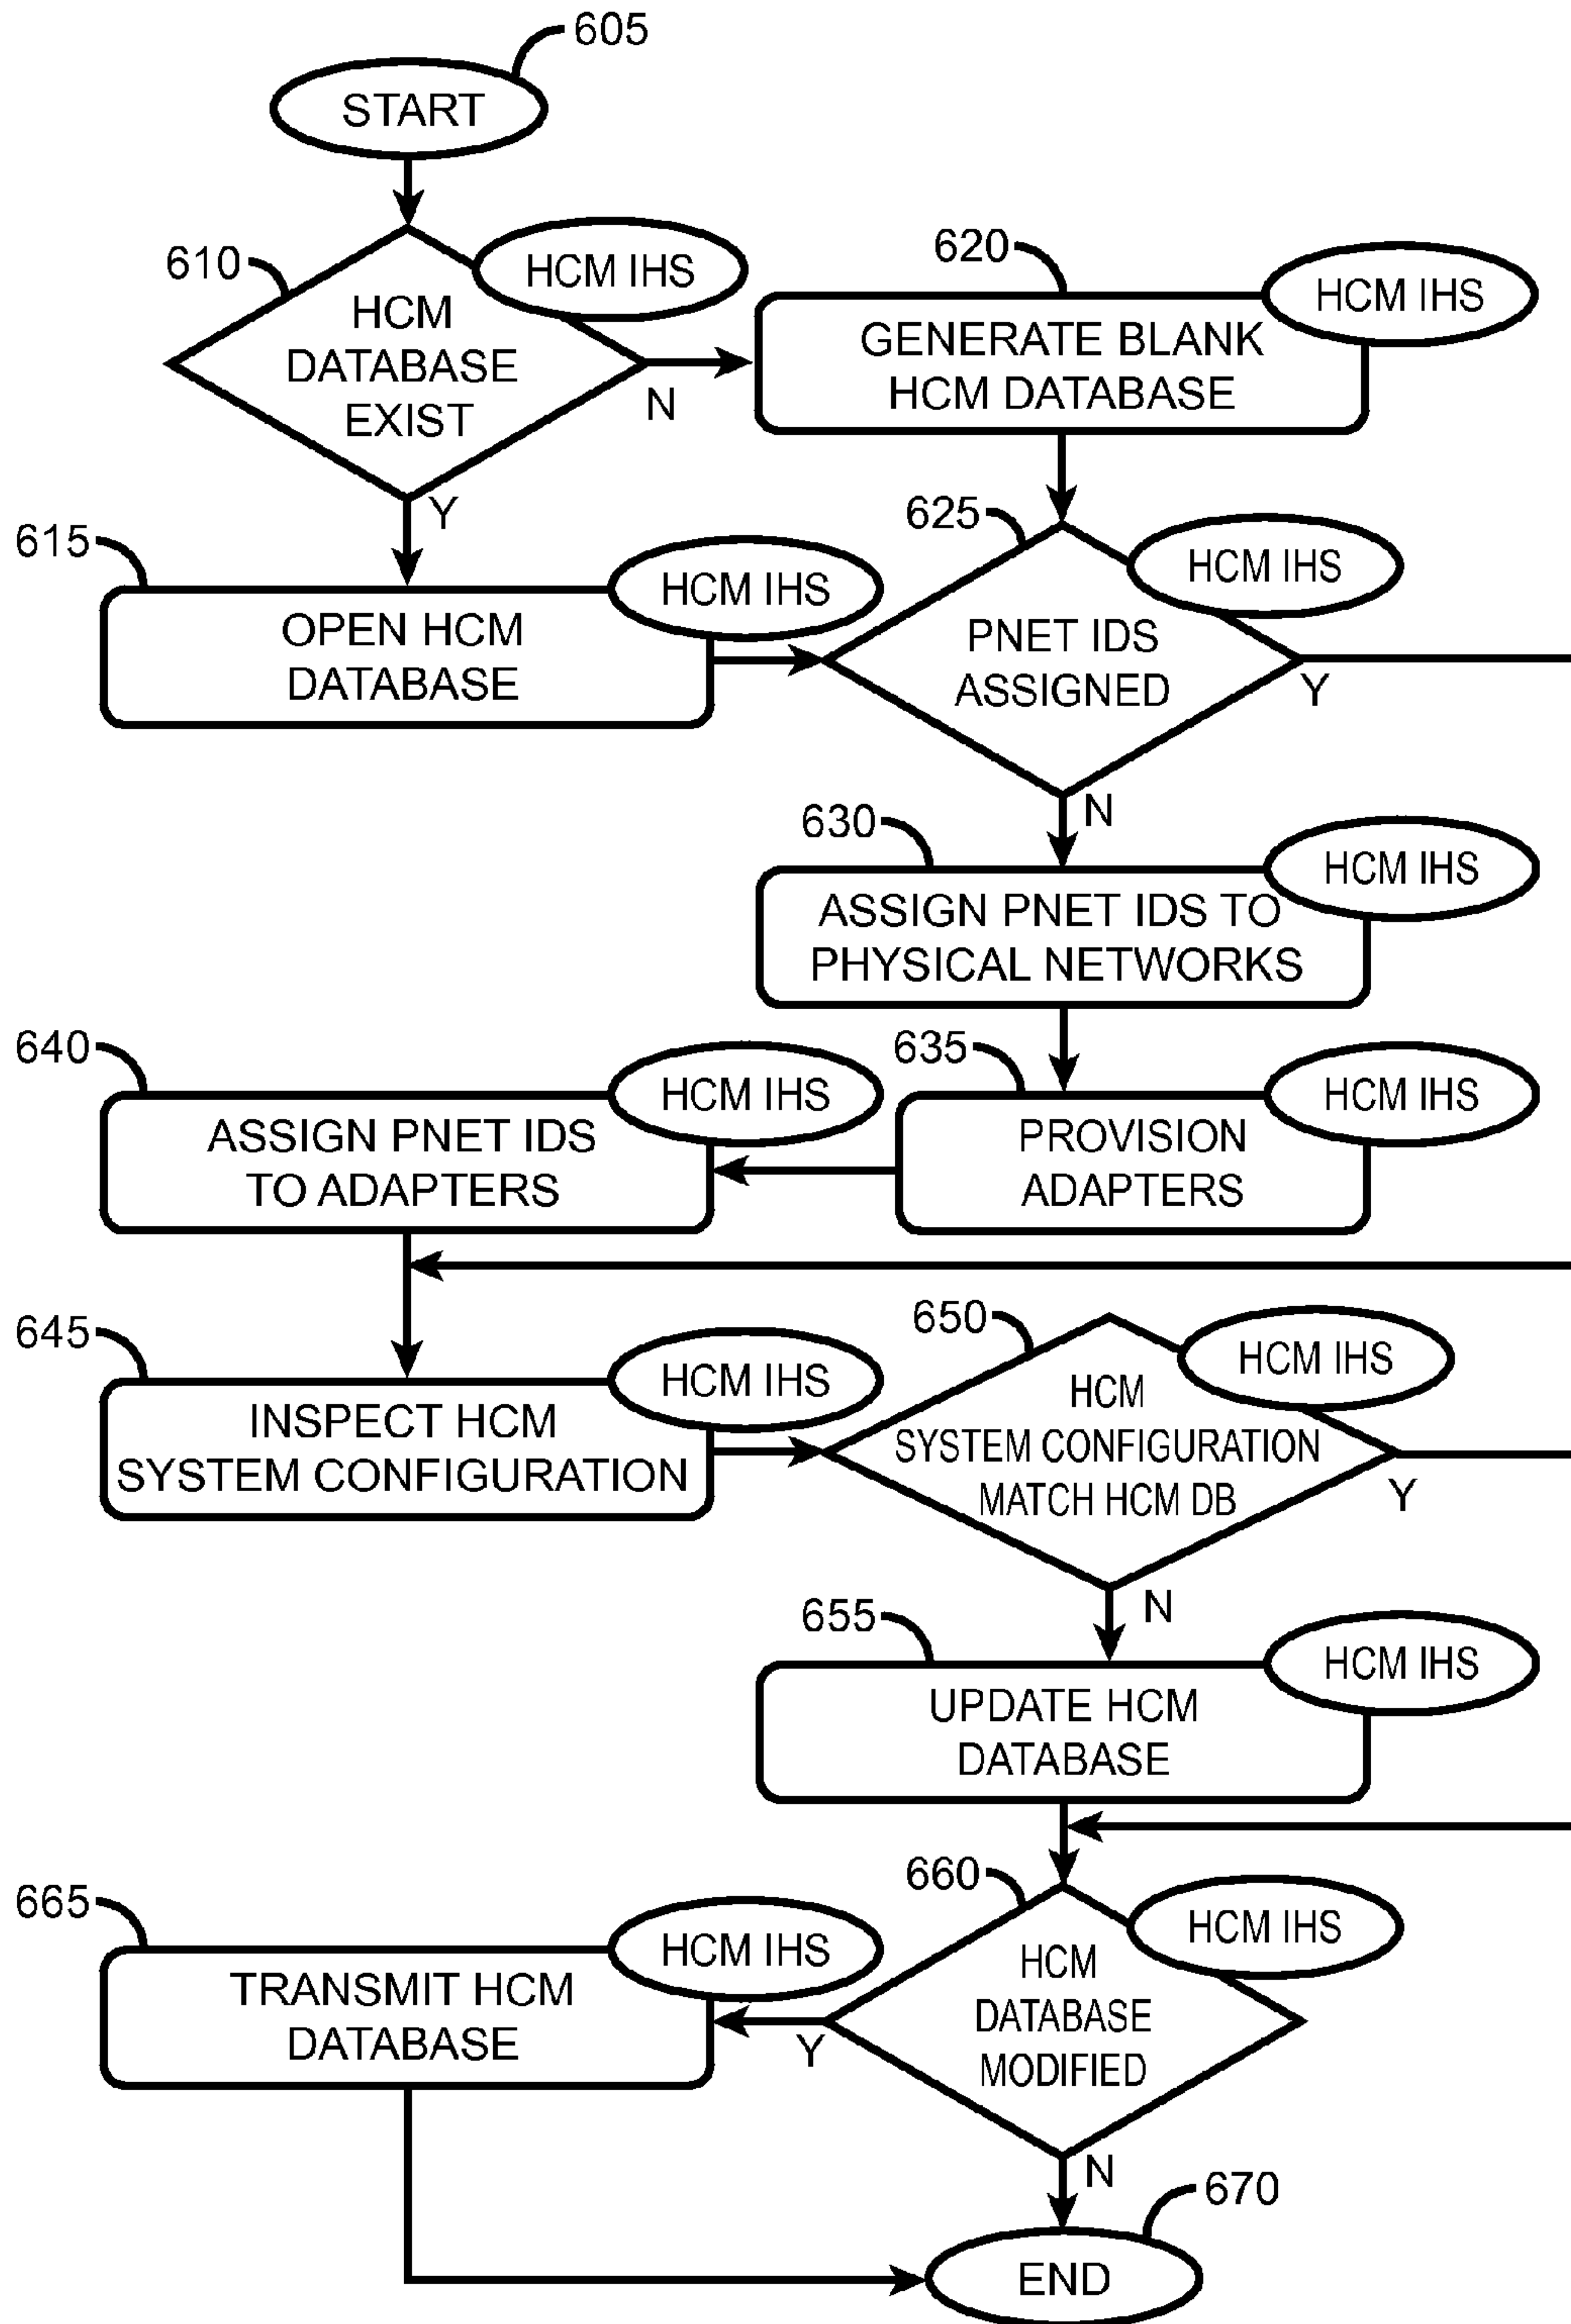 605
START
610
HCM IHS
HCM
DATABASE
EXIST
N
Y
620
HCM IHS
GENERATE BLANK
HCM DATABASE
615
HCM IHS
OPEN HCM
DATABASE
625
HCM IHS
PNET IDS
ASSIGNED
Y
N
630
HCM IHS
ASSIGN PNET IDS TO
PHYSICAL NETWORKS
635
HCM IHS
PROVISION
ADAPTERS
640
HCM IHS
ASSIGN PNET IDS
TO ADAPTERS
645
HCM IHS
INSPECT HCM
SYSTEM CONFIGURATION
650
HCM IHS
HCM
SYSTEM CONFIGURATION
MATCH HCM DB
Y
N
655
HCM IHS
UPDATE HCM
DATABASE
660
HCM IHS
HCM
DATABASE
MODIFIED
Y
N
665
HCM IHS
TRANSMIT HCM
DATABASE
670
END